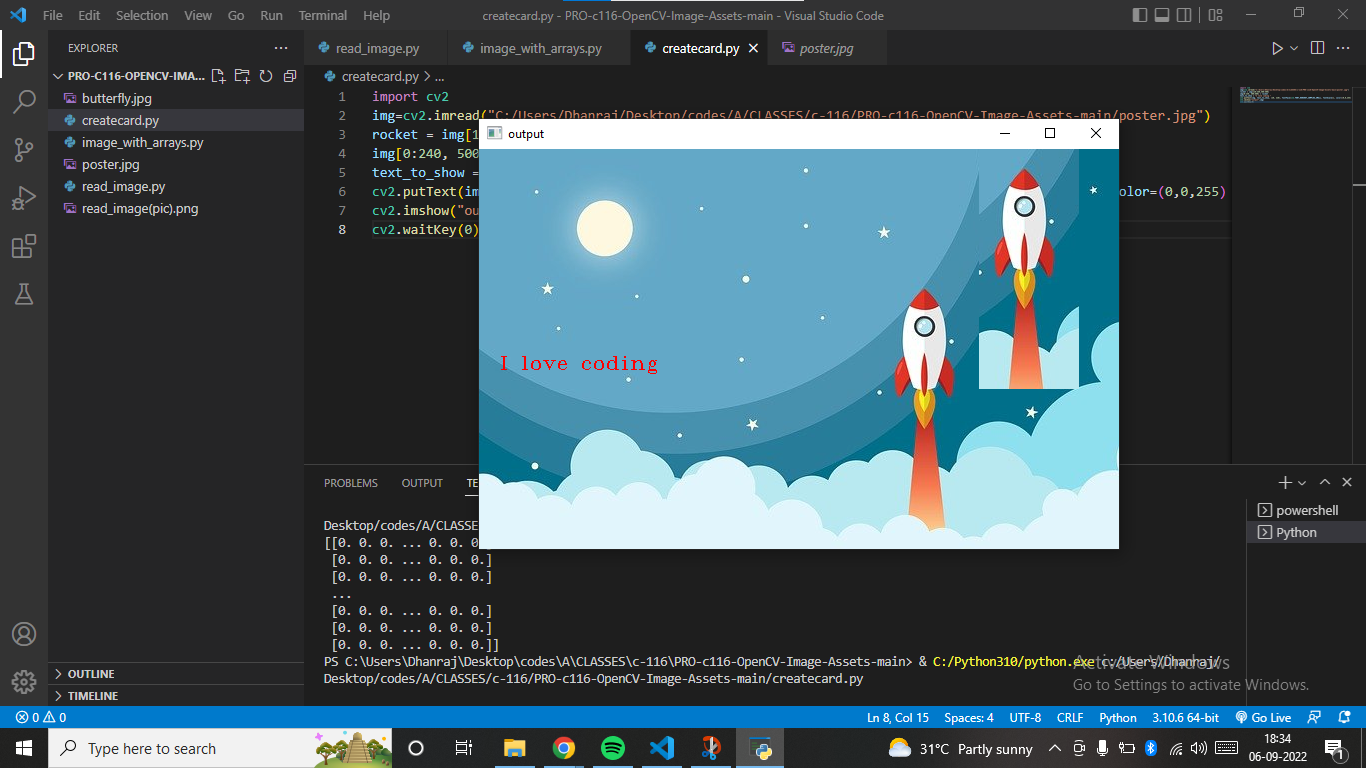 File Edit Selection View Go Run Terminal Help createcard.py - PRO-c116-OpenCV-Image-Assets-main - Visual Studio Code
EXPLORER
PRO-C116-OPENCV-IMA...
butterfly.jpg
createcard.py
image_with_arrays.py
poster.jpg
read_image.py
read_image(pic).png
OUTLINE
TIMELINE
read_image.py image_with_arrays.py createcard.py poster.jpg
createcard.py > ...
1 import cv2
2 img=cv2.imread("C:/Users/Dhanraj/Desktop/codes/A/CLASSES/c-116/PRO-c116-OpenCV-Image-Assets-main/poster.jpg")
3 rocket = img[1
4 img[0:240, 500
5 text_to_show =
6 cv2.putText(im olor=(0,0,255)
7 cv2.imshow("ou
8 cv2.waitKey(0)
output
I love coding
PROBLEMS OUTPUT TE
powershell
Python
Desktop/codes/A/CLASSE
[[0. 0. 0. ... 0. 0. 0.]
[0. 0. 0. ... 0. 0. 0.]
[0. 0. 0. ... 0. 0. 0.]
...
[0. 0. 0. ... 0. 0. 0.]
[0. 0. 0. ... 0. 0. 0.]
[0. 0. 0. ... 0. 0. 0.]]
PS C:\Users\Dhanraj\Desktop\codes\A\CLASSES\c-116\PRO-c116-OpenCV-Image-Assets-main> & C:/Python310/python.exe c:/Users/Dhanraj/
Desktop/codes/A/CLASSES/c-116/PRO-c116-OpenCV-Image-Assets-main/createcard.py
Activate Windows
Go to Settings to activate Windows.
0 0 Ln 8, Col 15 Spaces: 4 UTF-8 CRLF Python 3.10.6 64-bit Go Live
Type here to search
31°C Partly sunny
18:34
06-09-2022
1